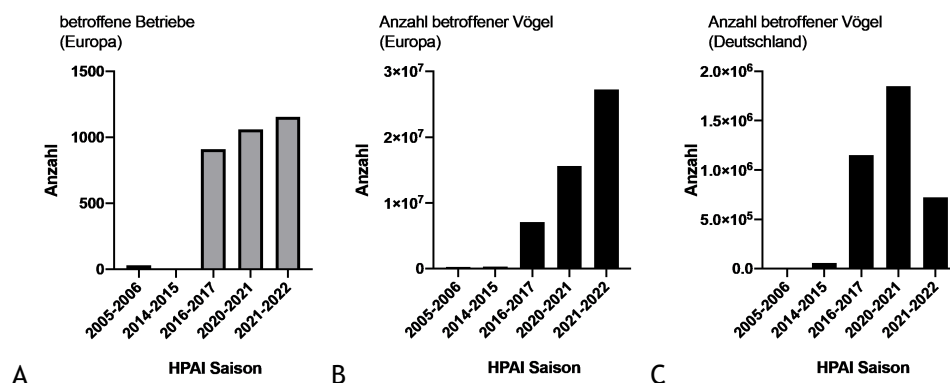 betroffene Betriebe
(Europa)
1500
1000
500
0
Anzahl
2005-2006
2014-2015
2016-2017
2020-2021
2021-2022
HPAI Saison
A
Anzahl betroffener Vögel
(Europa)
3×10⁷
2×10⁷
1×10⁷
0
Anzahl
2005-2006
2014-2015
2016-2017
2020-2021
2021-2022
HPAI Saison
B
Anzahl betroffener Vögel
(Deutschland)
2.0×10⁶
1.5×10⁶
1.0×10⁶
5.0×10⁵
0.0
Anzahl
2005-2006
2014-2015
2016-2017
2020-2021
2021-2022
HPAI Saison
C